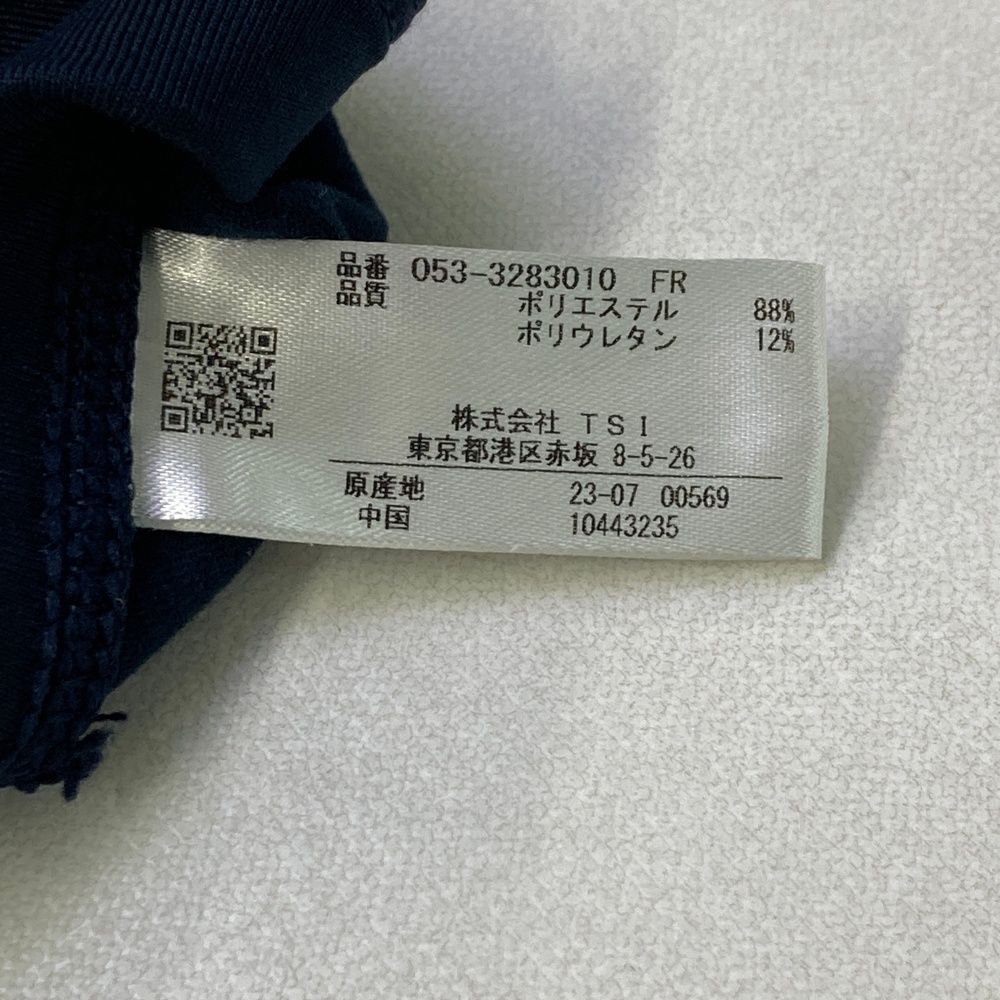 品番 053-3283010 FR
品質 ポリエステル 88%
ポリウレタン 12%
株式会社 TSI
東京都港区赤坂 8-5-26
原産地 23-07 00569
中国 10443235